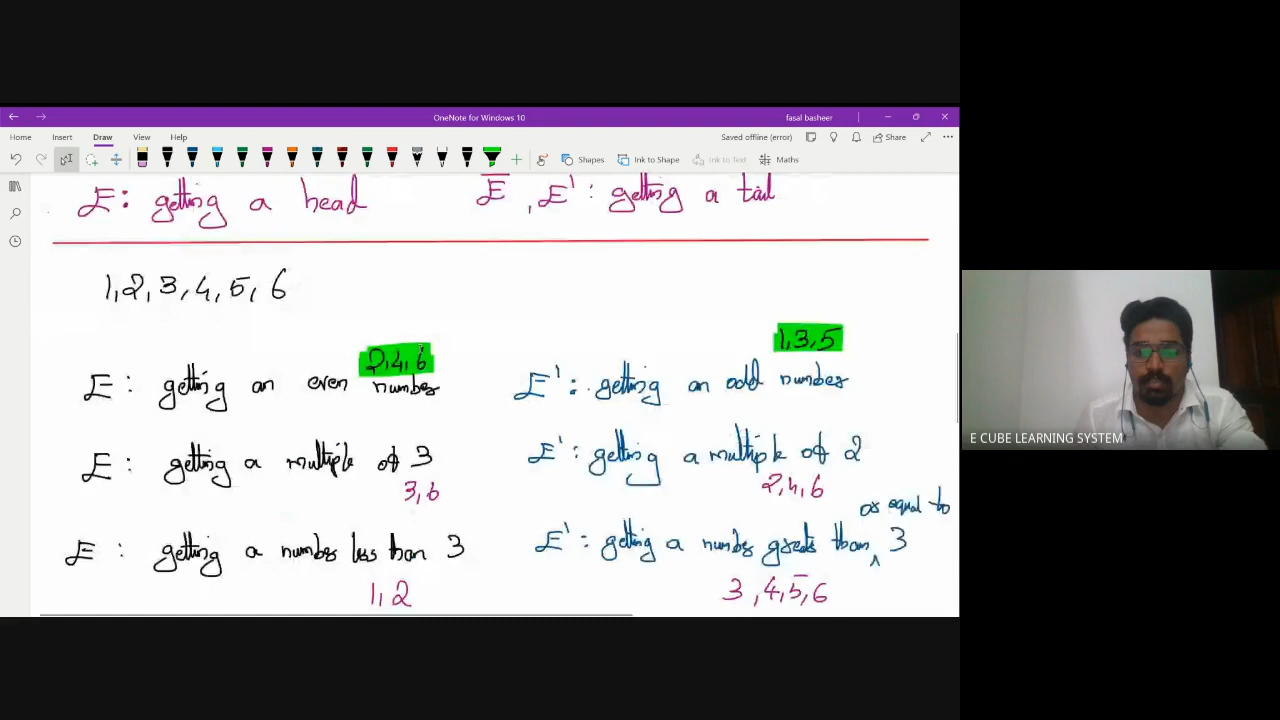 OneNote for Windows 10
fasal basheer
Home Insert Draw View Help
Saved offline (error)
Share
Shapes
Ink to Shape
Ink to Text
Maths
E: getting a head
E, E': getting a tail
1,2,3,4,5,6
2,4,6
1,3,5
E: getting an even number
E': getting an odd number
E: getting a multiple of 3
E': getting a multiple of 2
3,6
2,4,6
or equal to
E: getting a number less than 3
E': getting a number greater than ^ 3
1,2
3,4,5,6
E CUBE LEARNING SYSTEM